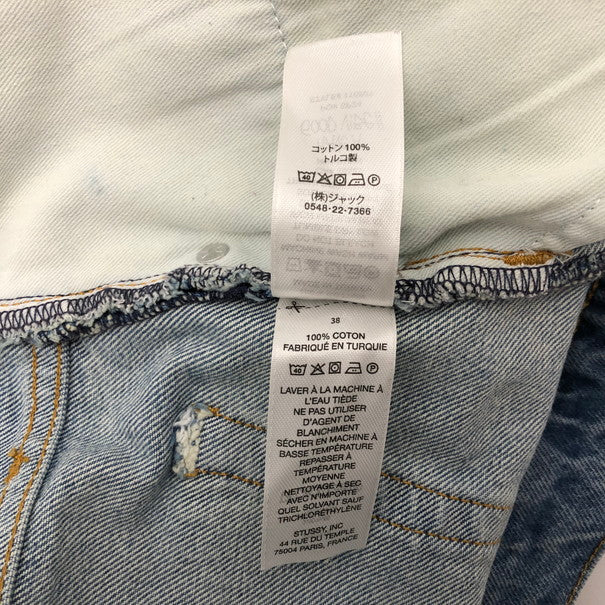 コットン 100%
トルコ製
40
(株)ジャック
0548-22-7366
38
100% COTON
FABRIQUÉ EN TURQUIE
40
LAVER À LA MACHINE À
L'EAU TIÈDE
NE PAS UTILISER
D'AGENT DE
BLANCHIMENT
SÉCHER EN MACHINE À
BASSE TEMPÉRATURE
REPASSER À
TEMPÉRATURE
MOYENNE
NETTOYAGE À SEC
AVEC N'IMPORTE
QUEL SOLVANT SAUF
TRICHLORÉTHYLÈNE
STUSSY, INC
44 RUE DU TEMPLE
75004 PARIS, FRANCE